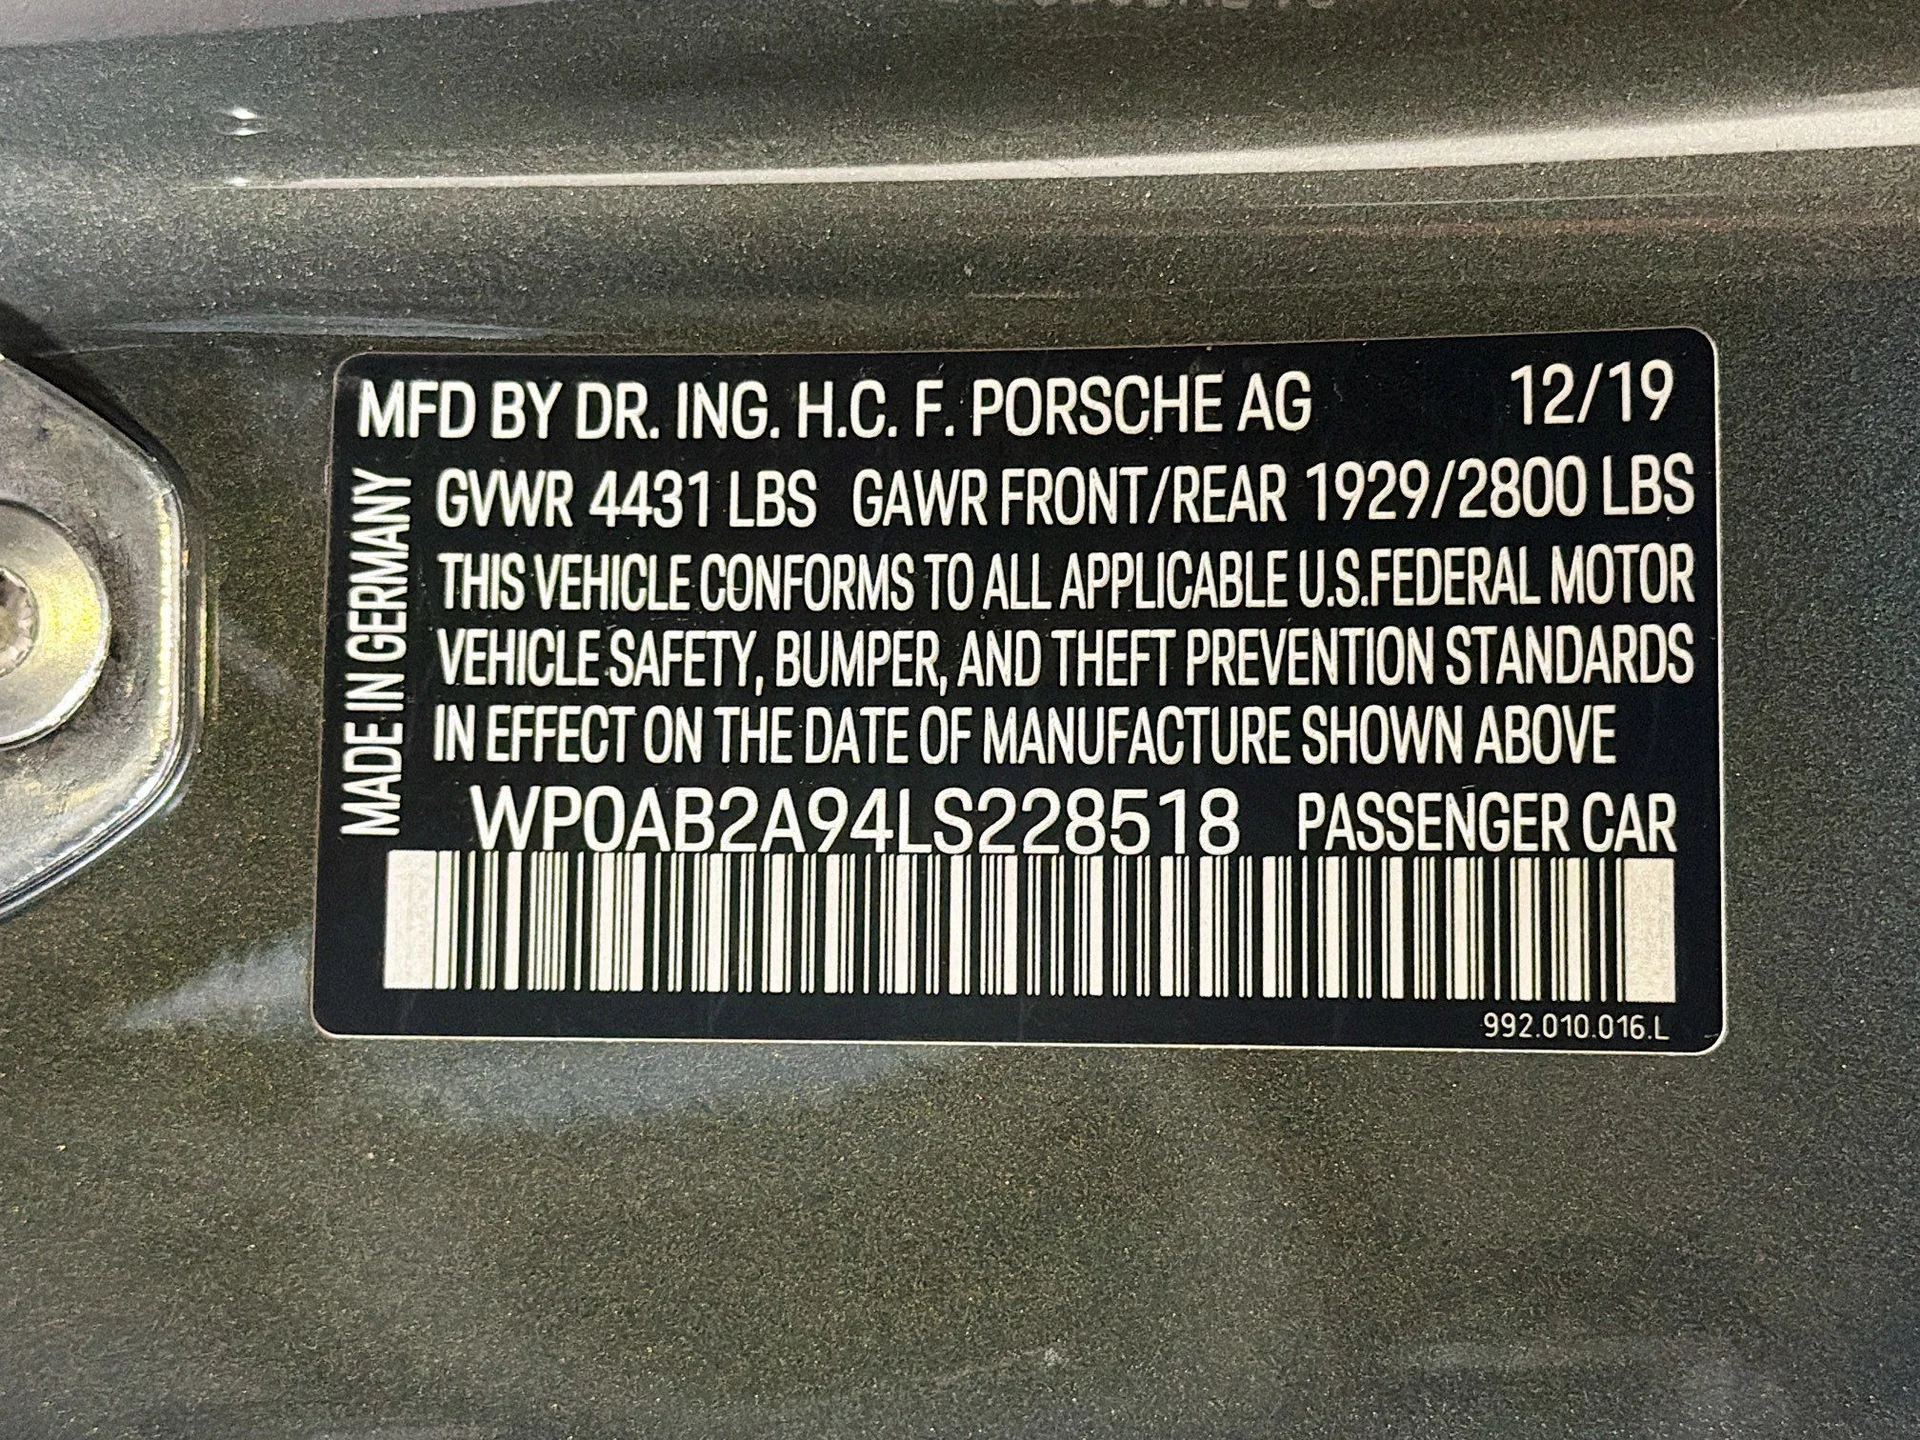 MFD BY DR. ING. H.C. F. PORSCHE AG 12/19
GVWR 4431 LBS GAWR FRONT/REAR 1929/2800 LBS
THIS VEHICLE CONFORMS TO ALL APPLICABLE U.S.FEDERAL MOTOR
VEHICLE SAFETY, BUMPER, AND THEFT PREVENTION STANDARDS
IN EFFECT ON THE DATE OF MANUFACTURE SHOWN ABOVE
WP0AB2A94LS228518 PASSENGER CAR
992.010.016.L
MADE IN GERMANY